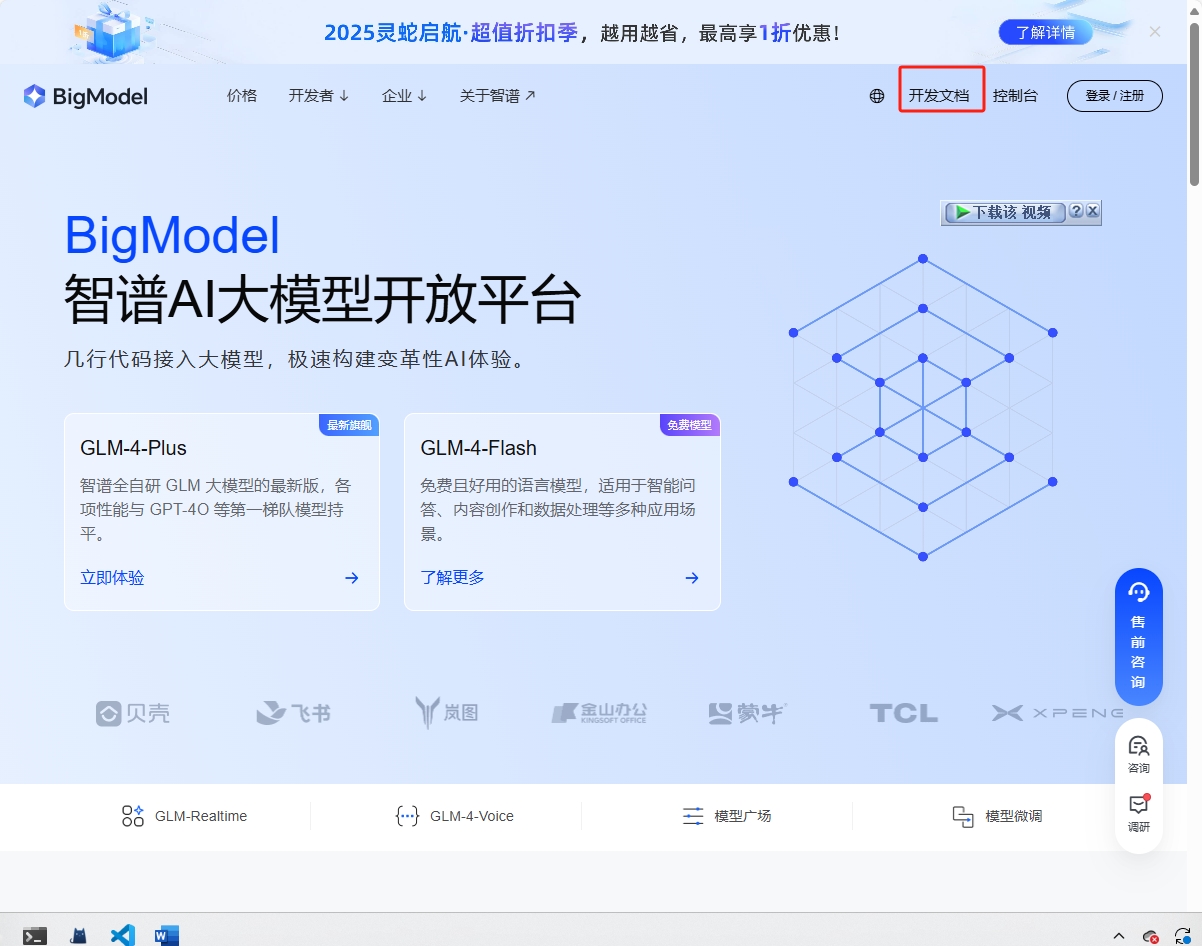 2025灵蛇启航·超值折扣季，越用越省，最高享1折优惠!
了解详情
BigModel
价格
开发者
企业
关于智谱
开发文档
控制台
登录 / 注册
下载该 视频
BigModel
智谱AI大模型开放平台
几行代码接入大模型，极速构建变革性AI体验。
最新旗舰
GLM-4-Plus
智谱全自研 GLM 大模型的最新版，各
项性能与 GPT-4O 等第一梯队模型持
平。
立即体验
免费模型
GLM-4-Flash
免费且好用的语言模型，适用于智能问
答、内容创作和数据处理等多种应用场
景。
了解更多
售
前
咨
询
贝壳
飞书
岚图
金山办公
KINGSOFT OFFICE
蒙牛
TCL
XPENG
咨询
调研
GLM-Realtime
GLM-4-Voice
模型广场
模型微调